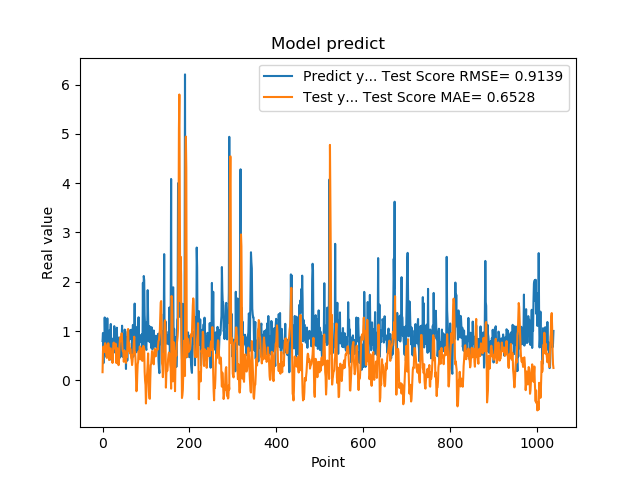 Model predict
Predict y... Test Score RMSE= 0.9139
Test y... Test Score MAE= 0.6528
Real value
6
5
4
3
2
1
0
0 200 400 600 800 1000
Point